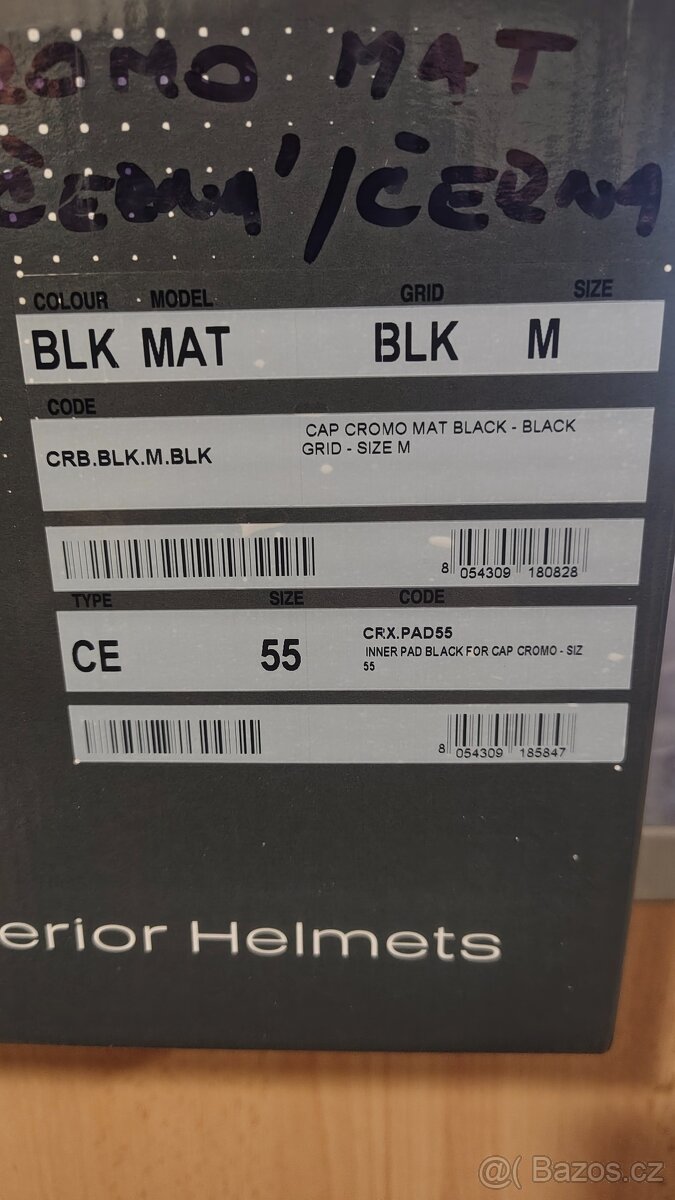 ROMO MAT
ČERNÁ/ČERNÁ
COLOUR MODEL GRID SIZE
BLK MAT BLK M
CODE
CRB.BLK.M.BLK
CAP CROMO MAT BLACK - BLACK
GRID - SIZE M
8 054309 180828
TYPE SIZE CODE
CE 55
CRX.PAD55
INNER PAD BLACK FOR CAP CROMO - SIZ
55
8 054309 185847
erior Helmets
@( Bazos.cz